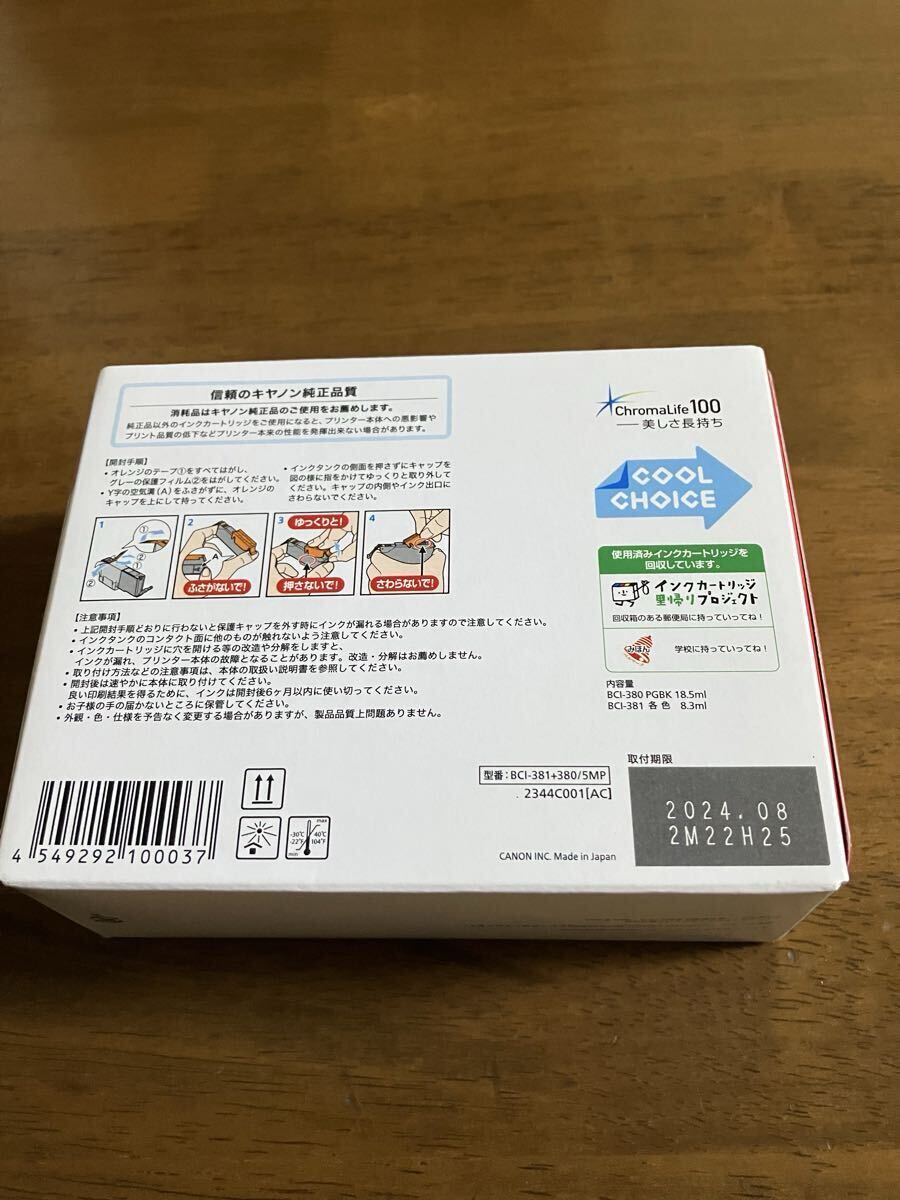 信頼のキヤノン純正品質
消耗品はキヤノン純正品のご使用をお薦めします。
純正品以外のインクカートリッジをご使用になると、プリンター本体への悪影響や
プリント品質の低下などプリンター本来の性能を発揮出来ない場合があります。
【開封手順】
・オレンジのテープ①をすべてはがし、
グレーの保護フィルム②をはがしてください。
・Y字の空気溝(A)をふさがずに、オレンジの
キャップを上にして持ってください。
・インクタンクの側面を押さずにキャップを
図の様に指をかけてゆっくりと取り外して
ください。キャップの内側やインク出口に
さわらないでください。
1
①
②
①
②
2
A
ふさがないで!
3
ゆっくりと!
押さないで!
4
さわらないで!
【注意事項】
・上記開封手順どおりに行わないと保護キャップを外す時にインクが漏れる場合がありますので注意してください。
・インクタンクのコンタクト面に他のものが触れないよう注意してください。
・インクカートリッジに穴を開ける等の改造や分解をしますと、
インクが漏れ、プリンター本体の故障となることがあります。改造・分解はお薦めしません。
・取り付け方法などの注意事項は、本体の取扱い説明書を参照してください。
・開封後は速やかに本体に取り付けてください。
良い印刷結果を得るために、インクは開封後6ヶ月以内に使い切ってください。
・お子様の手の届かないところに保管してください。
・外観・色・仕様を予告なく変更する場合がありますが、製品品質上問題ありません。
ChromaLife100
美しさ長持ち
COOL
CHOICE
使用済みインクカートリッジを
回収しています。
インクカートリッジ
里帰りプロジェクト
回収箱のある郵便局に持っていってね!
みほん
学校に持っていってね!
内容量
BCI-380 PGBK 18.5ml
BCI-381 各色 8.3ml
取付期限
2024.08
2M22H25
型番:BCI-381+380/5MP
2344C001[AC]
CANON INC. Made in Japan
4 549292 100037
-30℃
-22℉
min
max
40℃
104℉